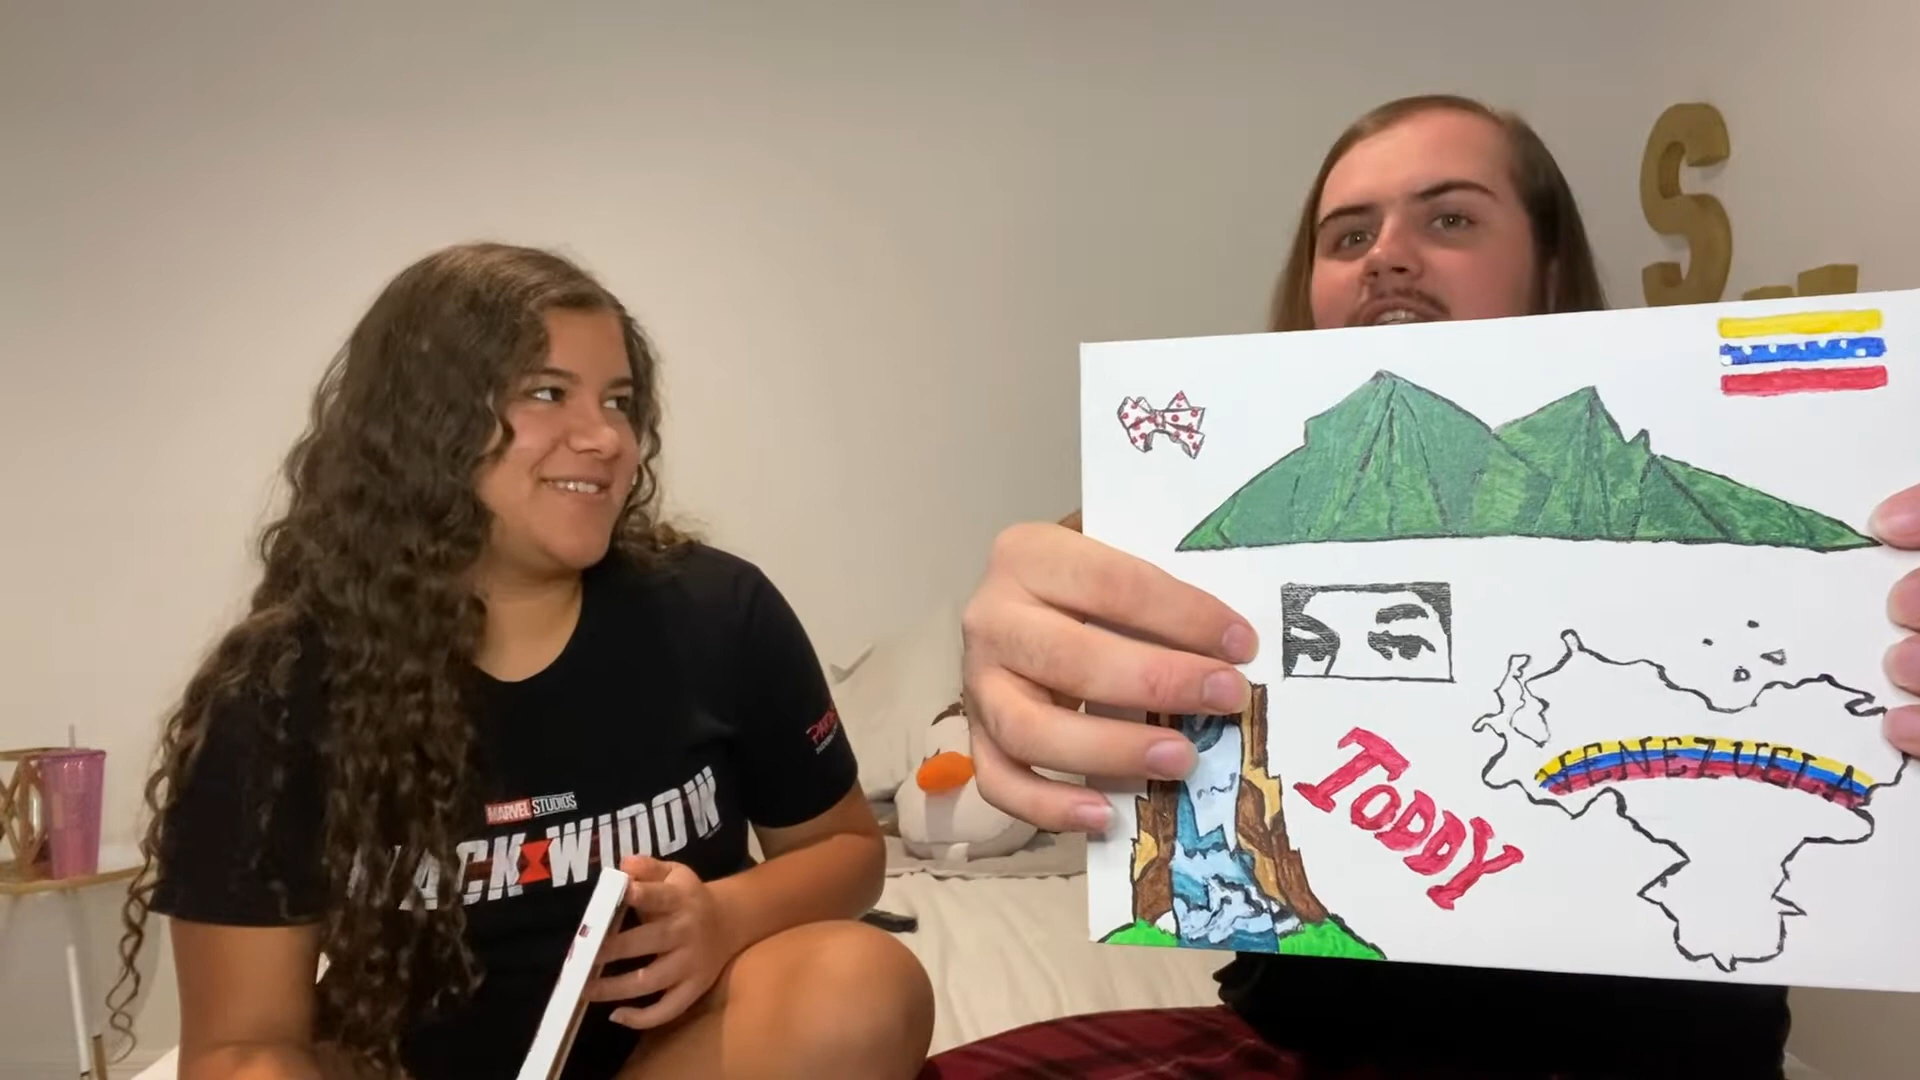 MARVEL STUDIOS
BLACK WIDOW
S
TODDY
VENEZUELA